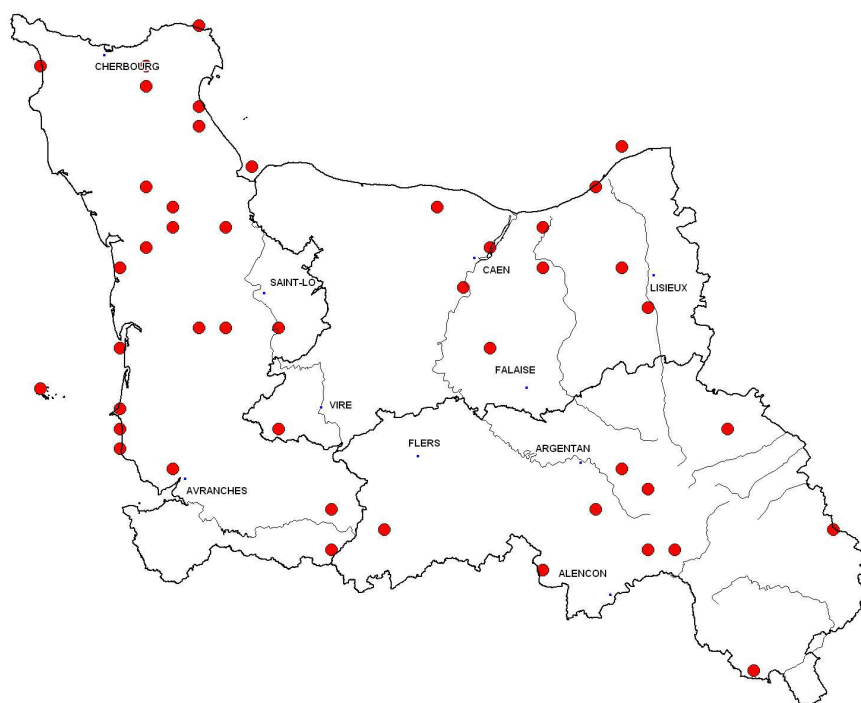 CHERBOURG
CAEN
LISIEUX
SAINT-LO
FALAISE
VIRE
FLERS
ARGENTAN
AVRANCHES
ALENCON